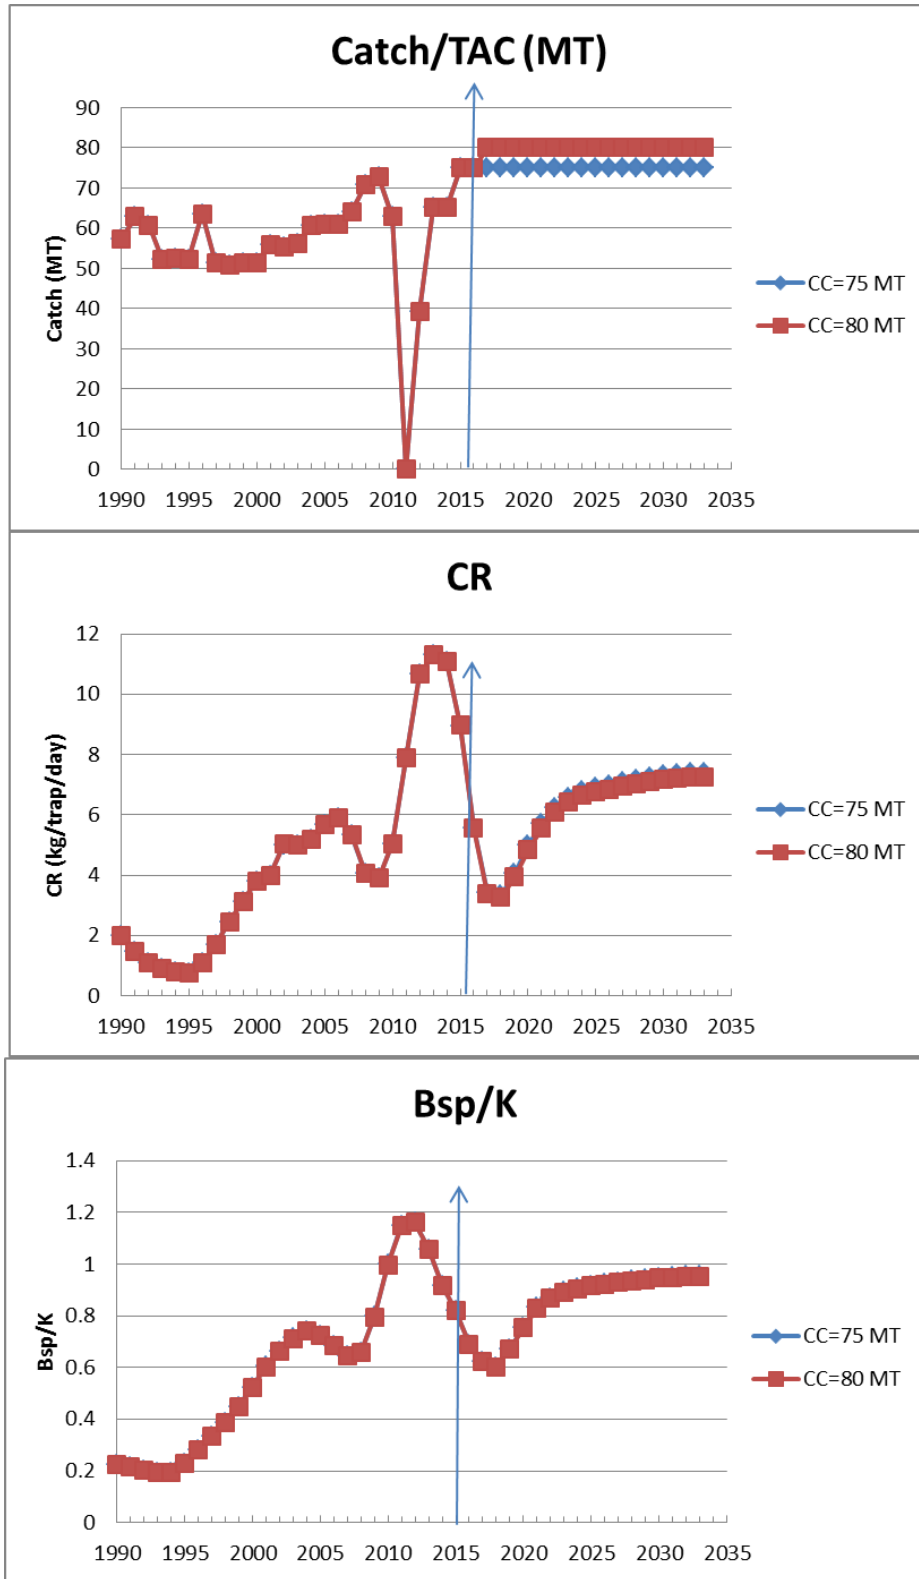 Catch/TAC (MT)
Catch (MT)
90
80
70
60
50
40
30
20
10
0
1990 1995 2000 2005 2010 2015 2020 2025 2030 2035
CC=75 MT
CC=80 MT
CR
CR (kg/trap/day)
12
10
8
6
4
2
0
1990 1995 2000 2005 2010 2015 2020 2025 2030 2035
CC=75 MT
CC=80 MT
Bsp/K
Bsp/K
1.4
1.2
1
0.8
0.6
0.4
0.2
0
1990 1995 2000 2005 2010 2015 2020 2025 2030 2035
CC=75 MT
CC=80 MT